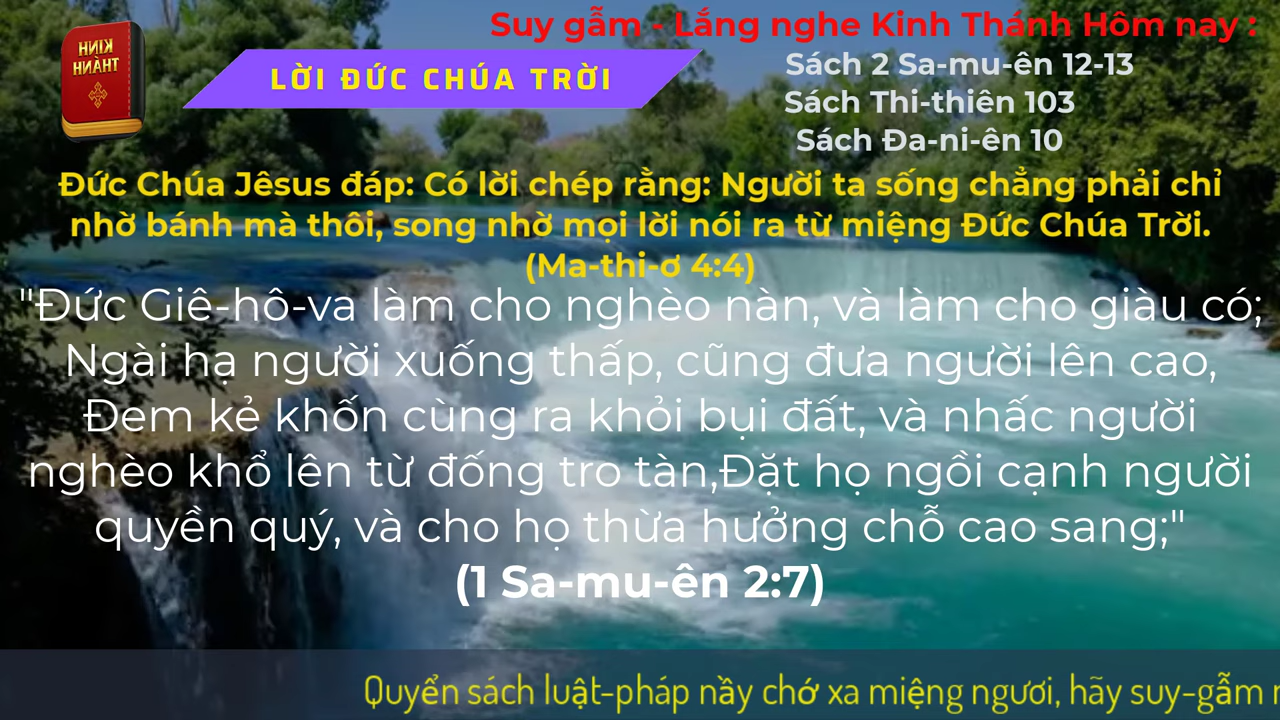 Suy gẫm - Lắng nghe Kinh Thánh Hôm nay :
KINH
THÁNH
LỜI ĐỨC CHÚA TRỜI
Sách 2 Sa-mu-ên 12-13
Sách Thi-thiên 103
Sách Đa-ni-ên 10
Đức Chúa Jêsus đáp: Có lời chép rằng: Người ta sống chẳng phải chỉ
nhờ bánh mà thôi, song nhờ mọi lời nói ra từ miệng Đức Chúa Trời.
(Ma-thi-ơ 4:4)
"Đức Giê-hô-va làm cho nghèo nàn, và làm cho giàu có;
Ngài hạ người xuống thấp, cũng đưa người lên cao,
Đem kẻ khốn cùng ra khỏi bụi đất, và nhấc người
nghèo khổ lên từ đống tro tàn,Đặt họ ngồi cạnh người
quyền quý, và cho họ thừa hưởng chỗ cao sang;"
(1 Sa-mu-ên 2:7)
Quyển sách luật-pháp nầy chớ xa miệng ngươi, hãy suy-gẫm